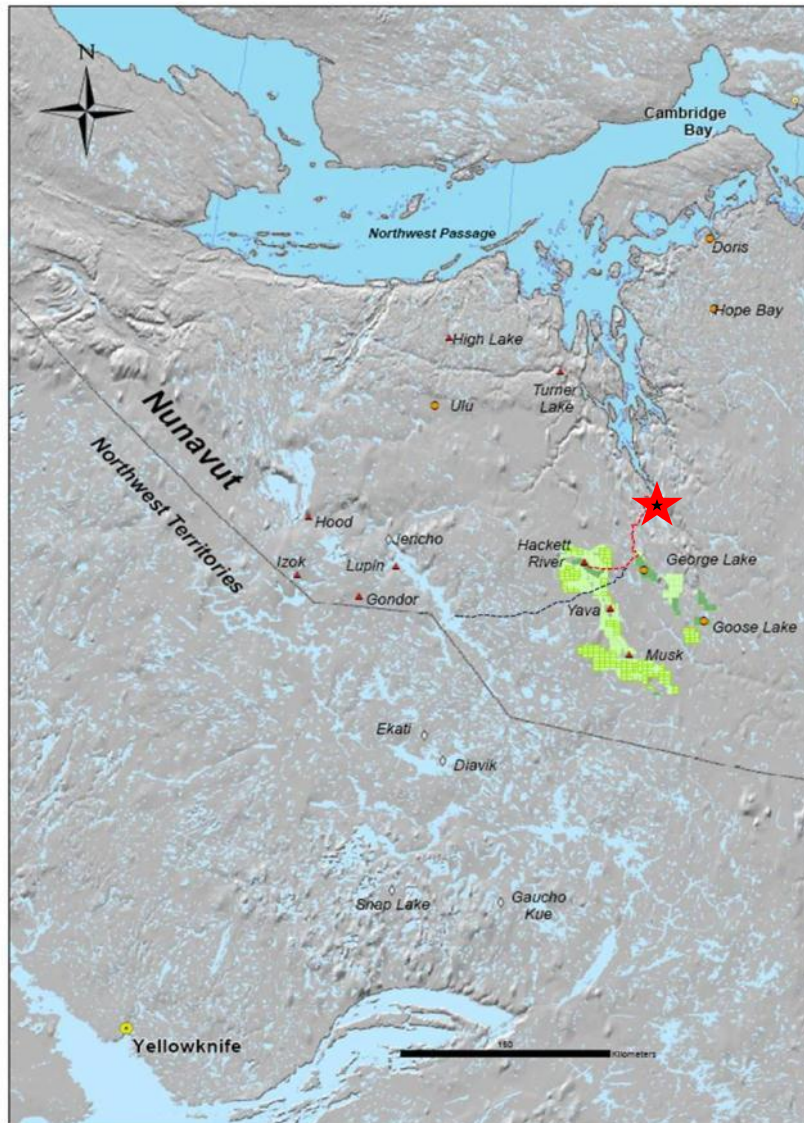 N
Cambridge
Bay
Northwest Passage
Doris
Hope Bay
High Lake
Turner
Lake
Ulu
Nunavut
Northwest Territories
Hood
Jericho
Hackett
River
George Lake
Izok
Lupin
Gondor
Yava
Goose Lake
Musk
Ekati
Diavik
Snap Lake
Gaucho
Kue
Yellowknife
150
Kilometers